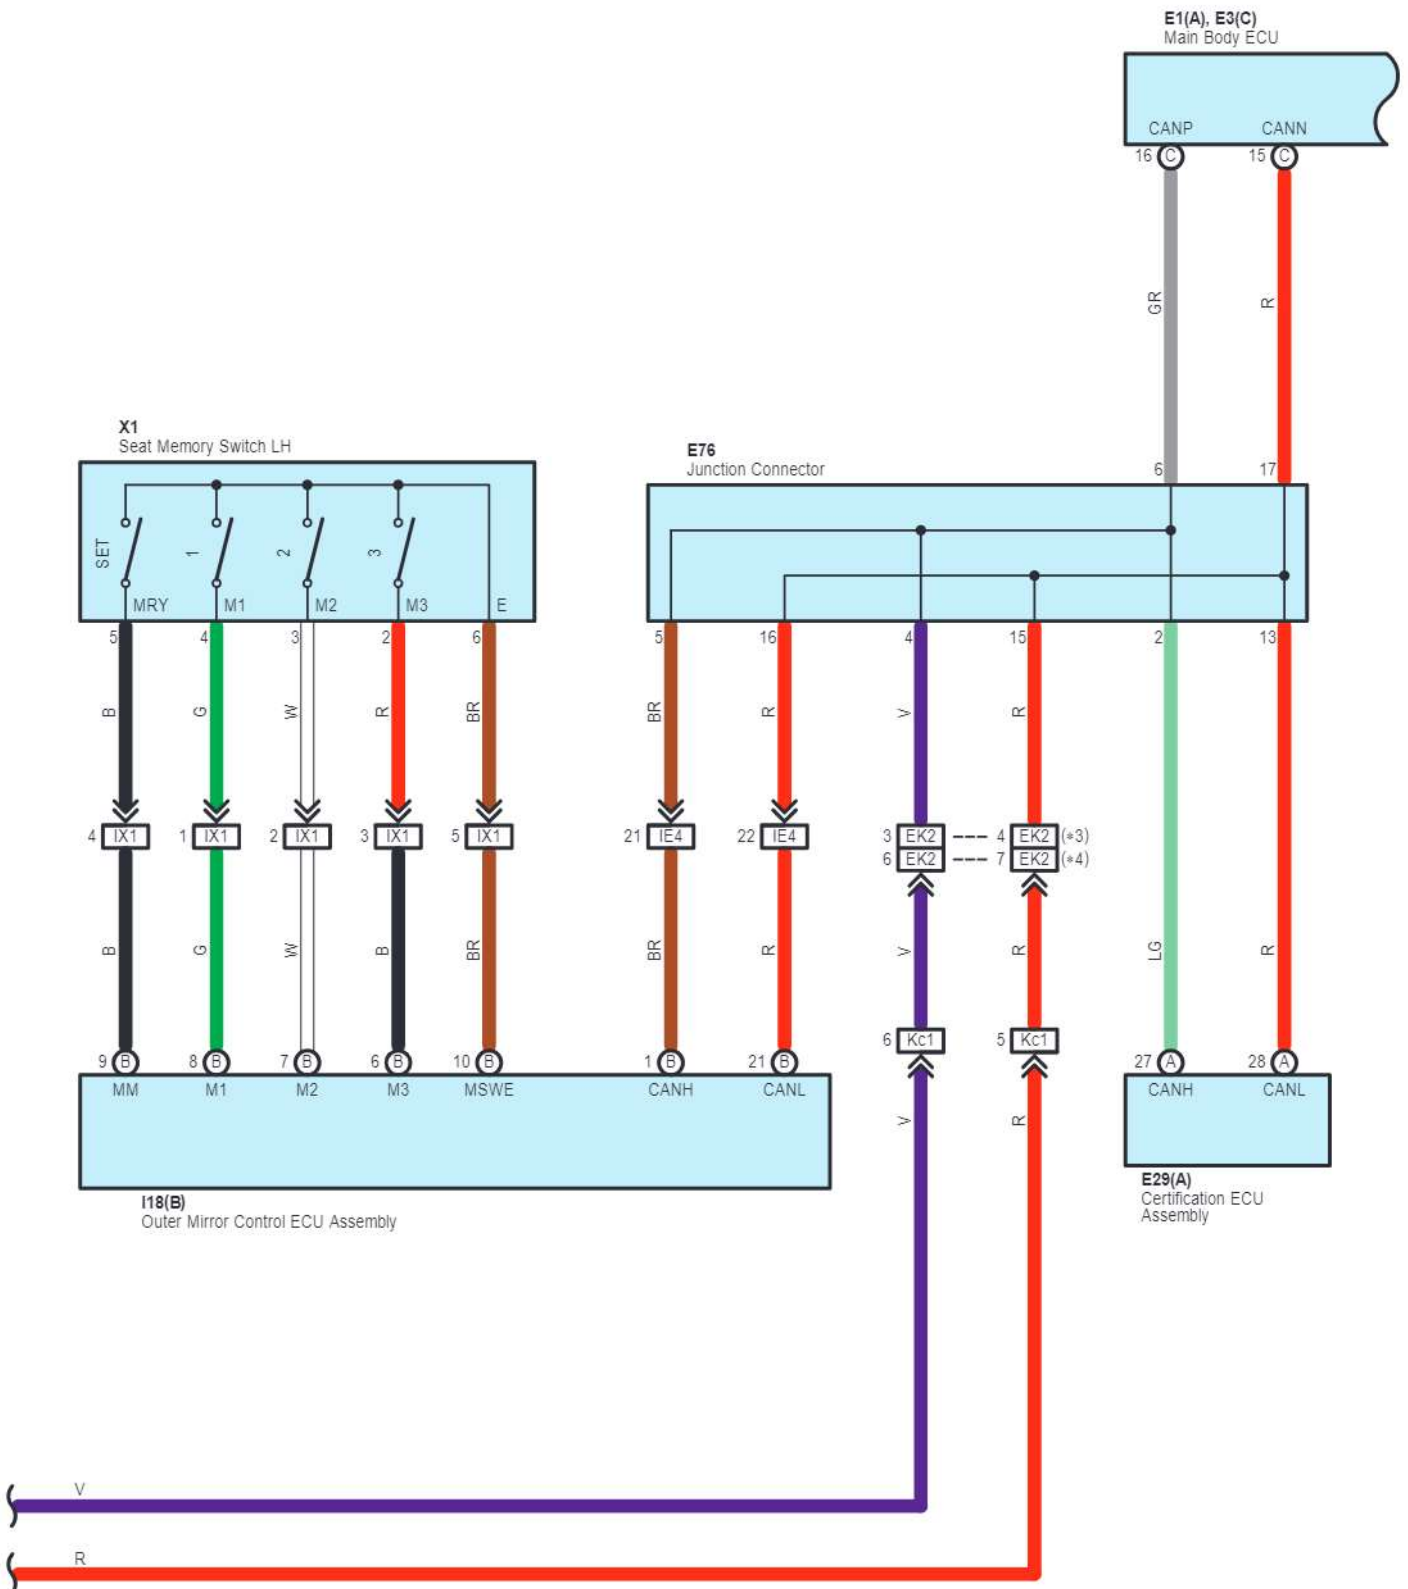 E1(A), E3(C)
Main Body ECU
CANP CANN
16 C 15 C
GR R
X1
Seat Memory Switch LH
E76
Junction Connector
6 17
SET 1 2 3
MRY M1 M2 M3 E
5 4 3 2 6 5 16 4 15 2 13
B G W R BR BR R V R
4 IX1 1 IX1 2 IX1 3 IX1 5 IX1 21 IE4 22 IE4 3 EK2 4 EK2 (*3)
6 EK2 7 EK2 (*4)
B G W B BR BR R V R LG R
6 Kc1 5 Kc1
9 B 8 B 7 B 6 B 10 B 1 B 21 B 27 A 28 A
MM M1 M2 M3 MSWE CANH CANL CANH CANL
V R
E29(A)
Certification ECU
Assembly
I18(B)
Outer Mirror Control ECU Assembly
V
R